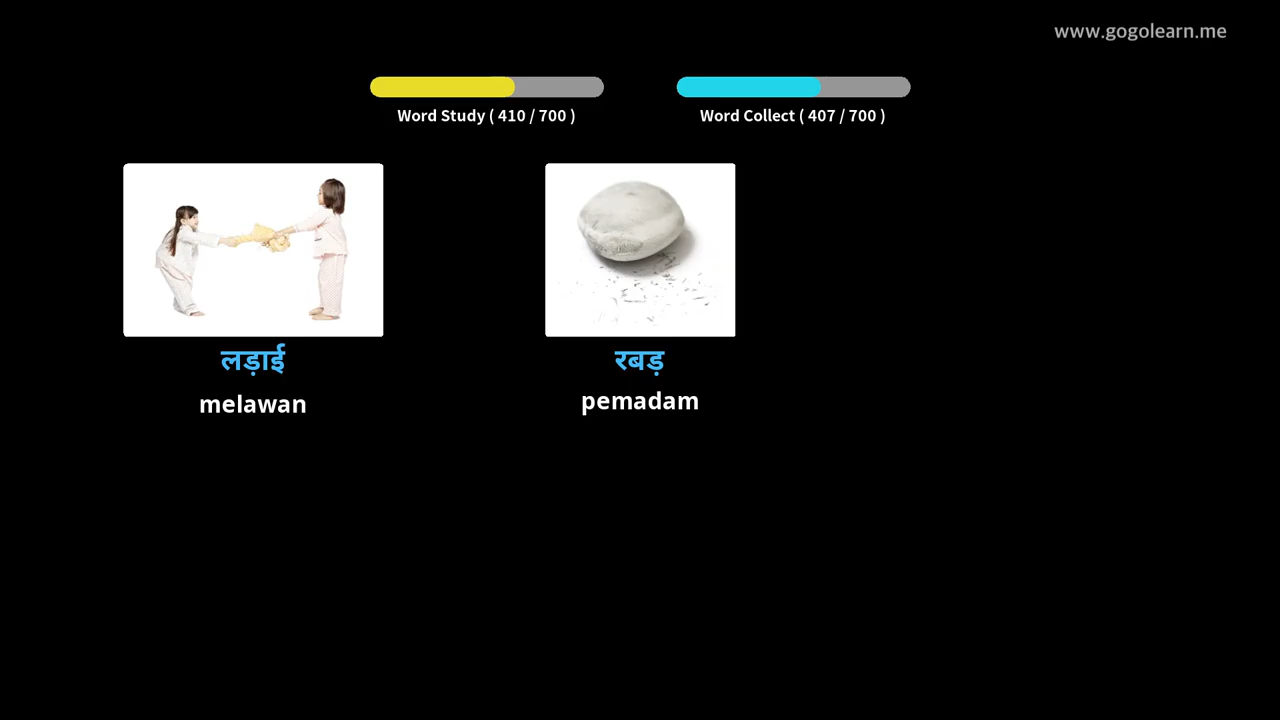 www.gogolearn.me
Word Study ( 410 / 700 )
Word Collect ( 407 / 700 )
लड़ाई
रबड़
melawan
pemadam